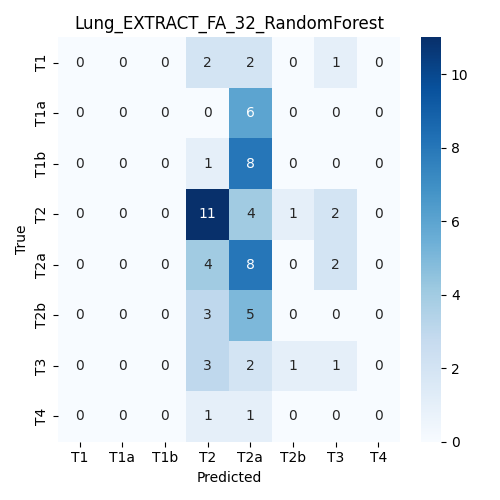 Lung_EXTRACT_FA_32_RandomForest
T1 0 0 0 2 2 0 1 0
T1a 0 0 0 0 6 0 0 0
T1b 0 0 0 1 8 0 0 0
T2 0 0 0 11 4 1 2 0
T2a 0 0 0 4 8 0 2 0
T2b 0 0 0 3 5 0 0 0
T3 0 0 0 3 2 1 1 0
T4 0 0 0 1 1 0 0 0
T1 T1a T1b T2 T2a T2b T3 T4
Predicted
True
10
8
6
4
2
0